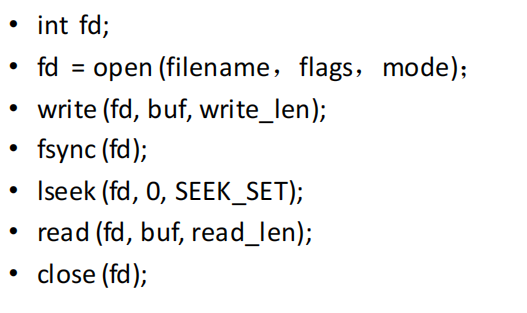 • int fd;
• fd = open (filename，flags，mode)；
• write (fd, buf, write_len);
• fsync (fd);
• lseek (fd, 0, SEEK_SET);
• read (fd, buf, read_len);
• close (fd);